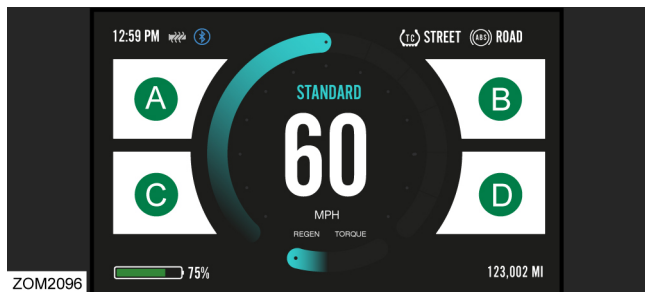 12:59 PM
(TC) STREET (ABS) ROAD
A
STANDARD
B
60
C
D
MPH
REGEN TORQUE
75%
123,002 MI
ZOM2096